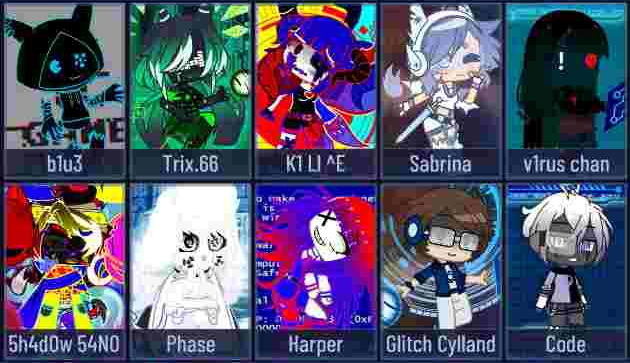 b1u3
Trix.66
K1 LI ^E
Sabrina
v1rus chan
5h4d0w 54N0
Phase
Harper
Glitch Cylland
Code